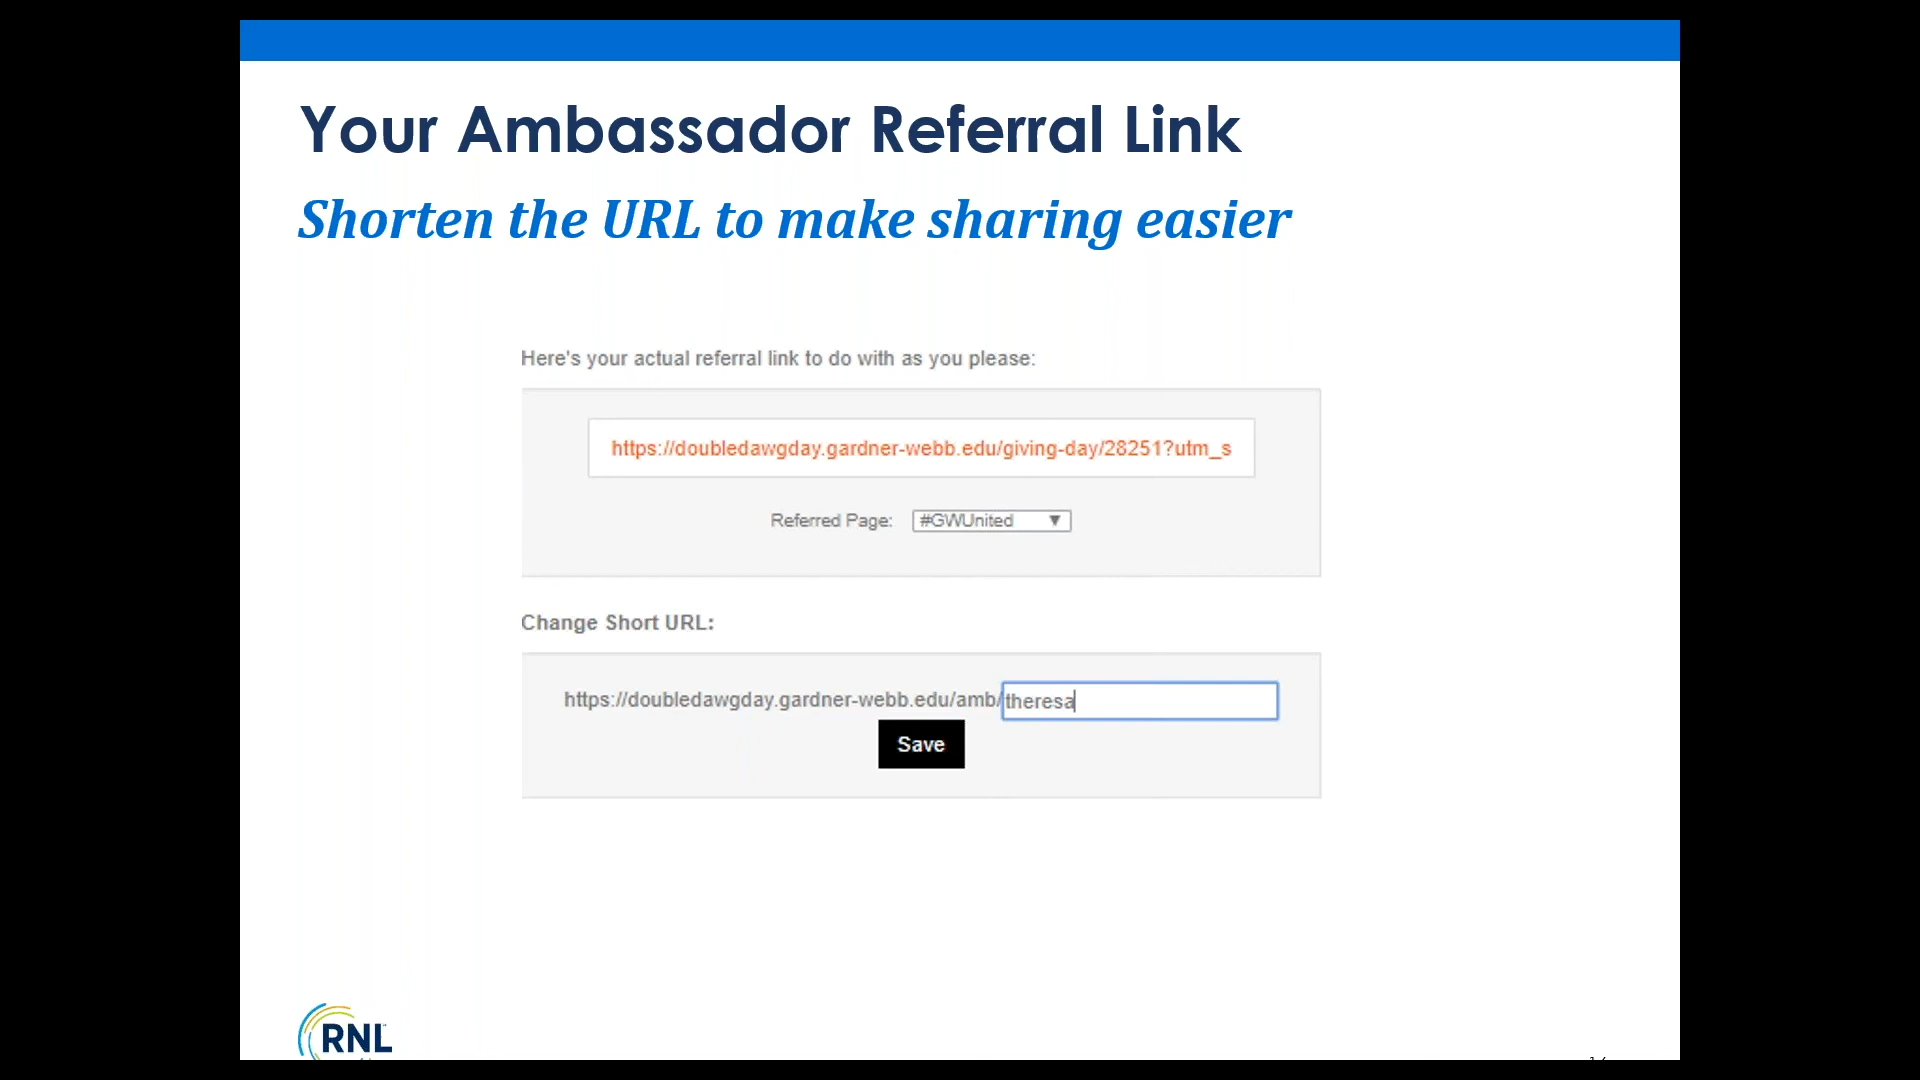 Your Ambassador Referral Link
Shorten the URL to make sharing easier
Here's your actual referral link to do with as you please:
https://doubledawgday.gardner-webb.edu/giving-day/28251?utm_s
Referred Page: #GWUnited ▼
Change Short URL:
https://doubledawgday.gardner-webb.edu/amb/theresa
Save
RNL